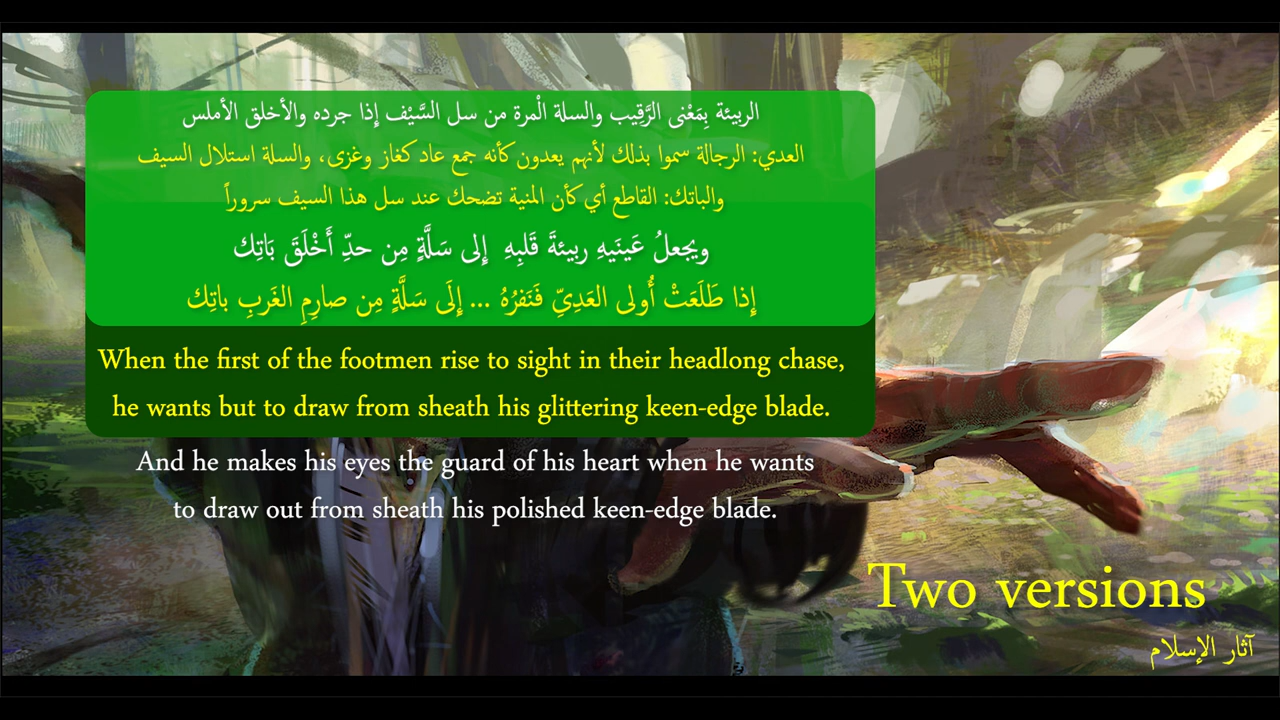 الربيئة بِمَعْنى الرَّقِيب والسلة الْمرة من سل السَّيْف إِذا جرده والأخلق الأملس
العدي: الرجالة سموا بذلك لأنهم يعدون كأنه جمع عاد كغاز وغزى، والسلة استلال السيف
والباتك: القاطع أي كأن المنية تضحك عند سل هذا السيف سروراً
ويجعلُ عَينَيهِ ربيئةَ قَلبِهِ إِلى سَلَّةٍ مِن حدِّ أَخْلَقَ بَاتِك
إِذا طَلَعَتْ أُولى العَدِيِّ فَنَفرُهُ ... إِلَى سَلَّةٍ مِن صارِمِ الغَربِ باتِك
When the first of the footmen rise to sight in their headlong chase,
he wants but to draw from sheath his glittering keen-edge blade.
And he makes his eyes the guard of his heart when he wants
to draw out from sheath his polished keen-edge blade.
Two versions
آثار الإسلام